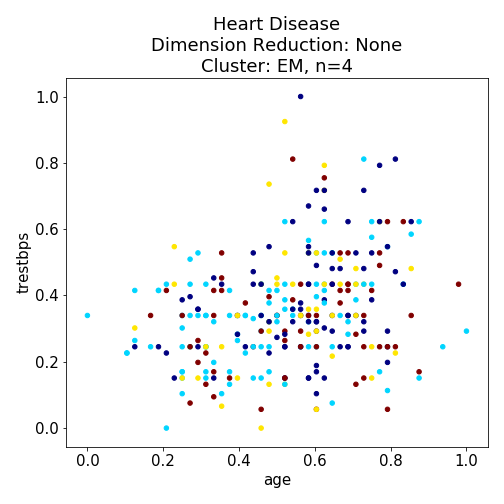 Heart Disease
Dimension Reduction: None
Cluster: EM, n=4
1.0
0.8
0.6
0.4
0.2
0.0
trestbps
0.0 0.2 0.4 0.6 0.8 1.0
age